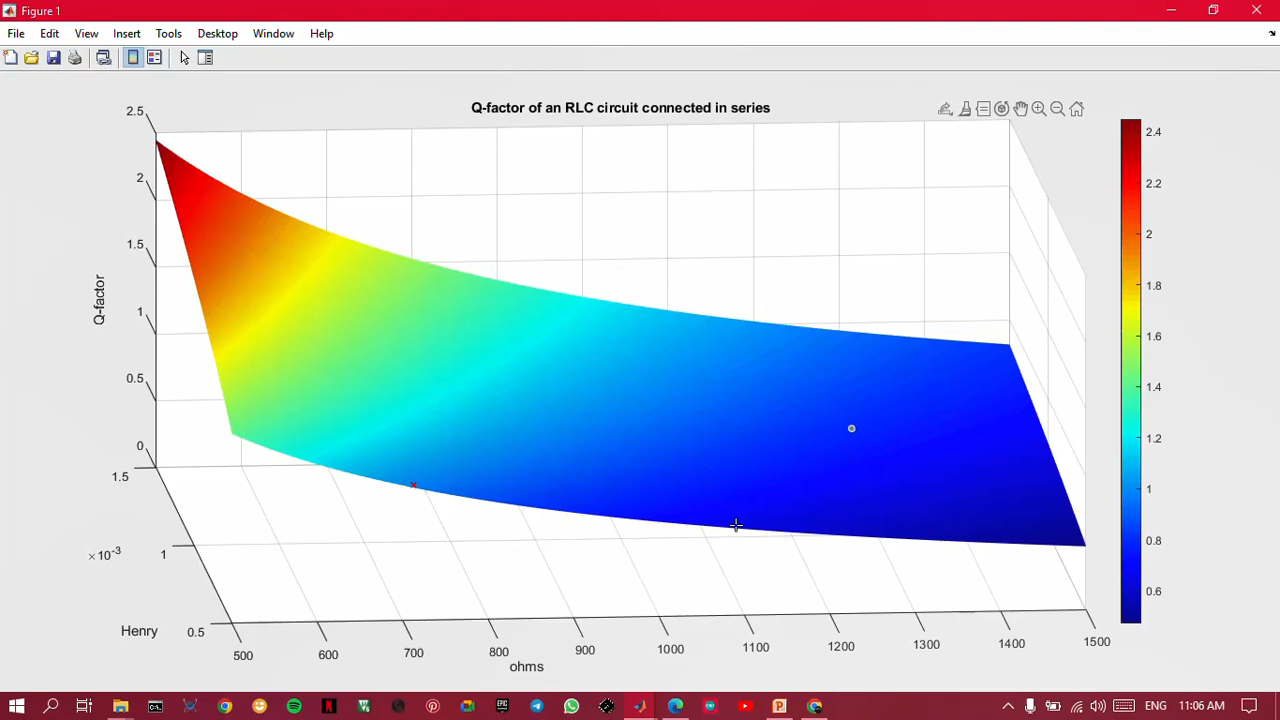 Figure 1
File Edit View Insert Tools Desktop Window Help
Q-factor of an RLC circuit connected in series
2.5
2
1.5
1
0.5
0
Q-factor
1.5
1
0.5
×10-3
Henry
500 600 700 800 900 1000 1100 1200 1300 1400 1500
ohms
2.4
2.2
2
1.8
1.6
1.4
1.2
1
0.8
0.6
ENG 11:06 AM